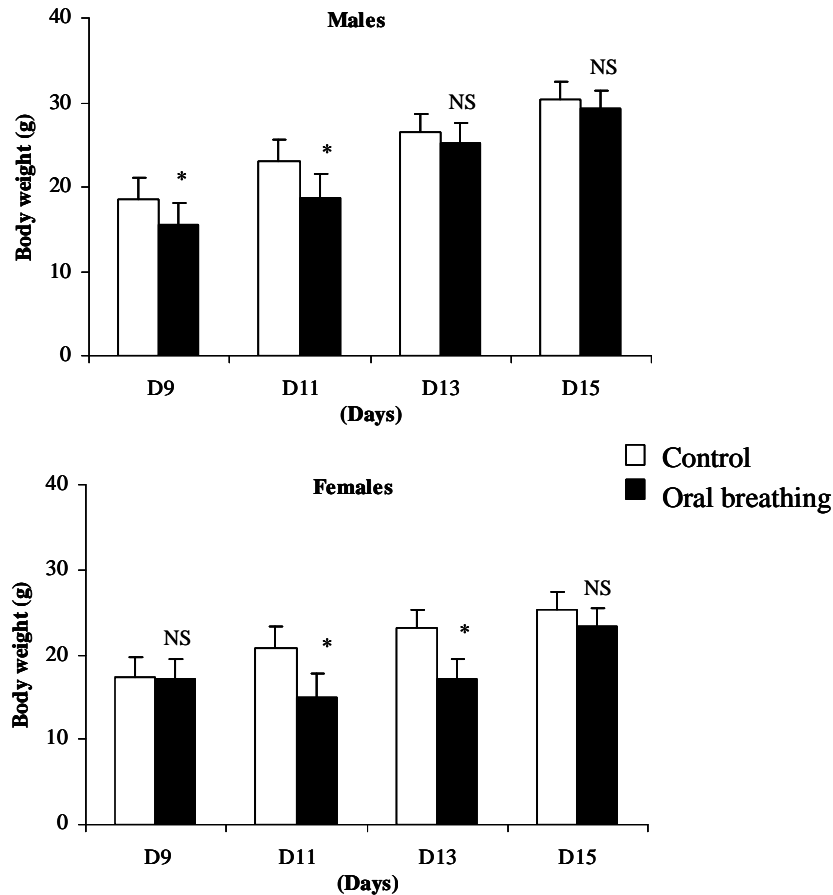 Males
40
30
20
10
0
Body weight (g)
*
*
NS
NS
D9 D11 D13 D15
(Days)
Control
Oral breathing
Females
40
30
20
10
0
Body weight (g)
NS
*
*
NS
D9 D11 D13 D15
(Days)